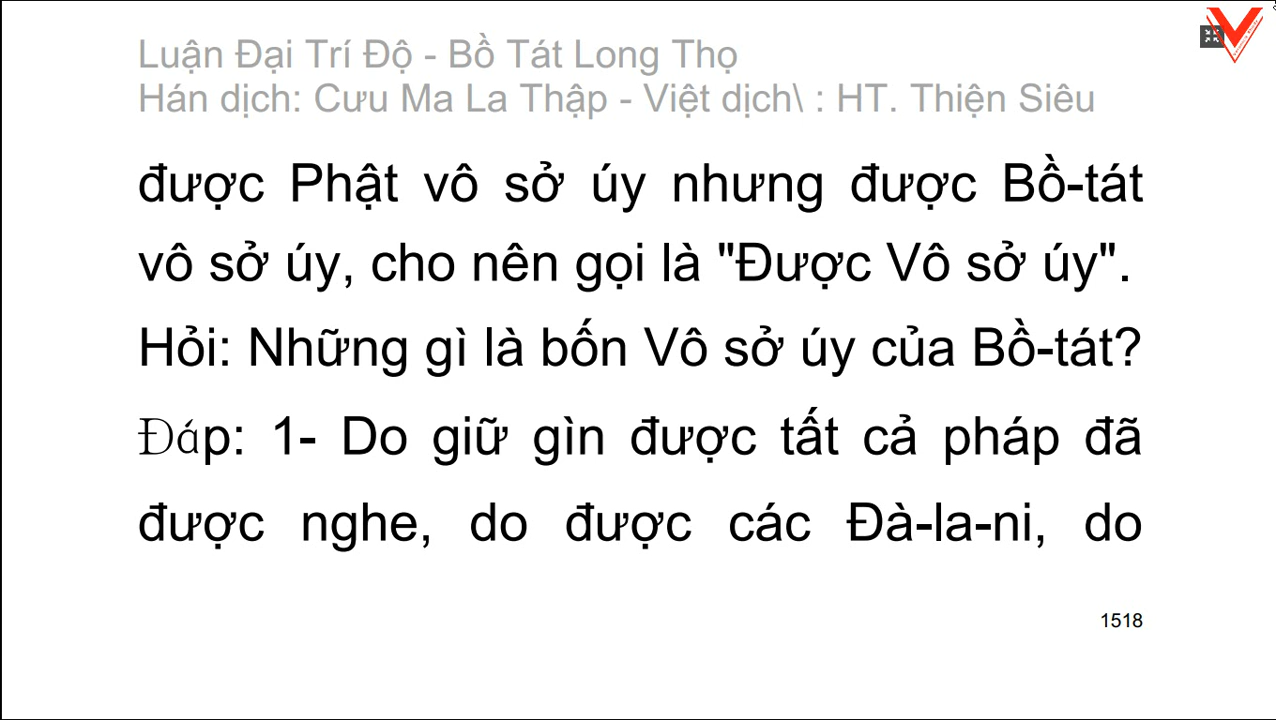 Luận Đại Trí Độ - Bồ Tát Long Thọ
Hán dịch: Cưu Ma La Thập - Việt dịch\ : HT. Thiện Siêu
được Phật vô sở úy nhưng được Bồ-tát
vô sở úy, cho nên gọi là "Được Vô sở úy".
Hỏi: Những gì là bốn Vô sở úy của Bồ-tát?
Đáp: 1- Do giữ gìn được tất cả pháp đã
được nghe, do được các Đà-la-ni, do
1518